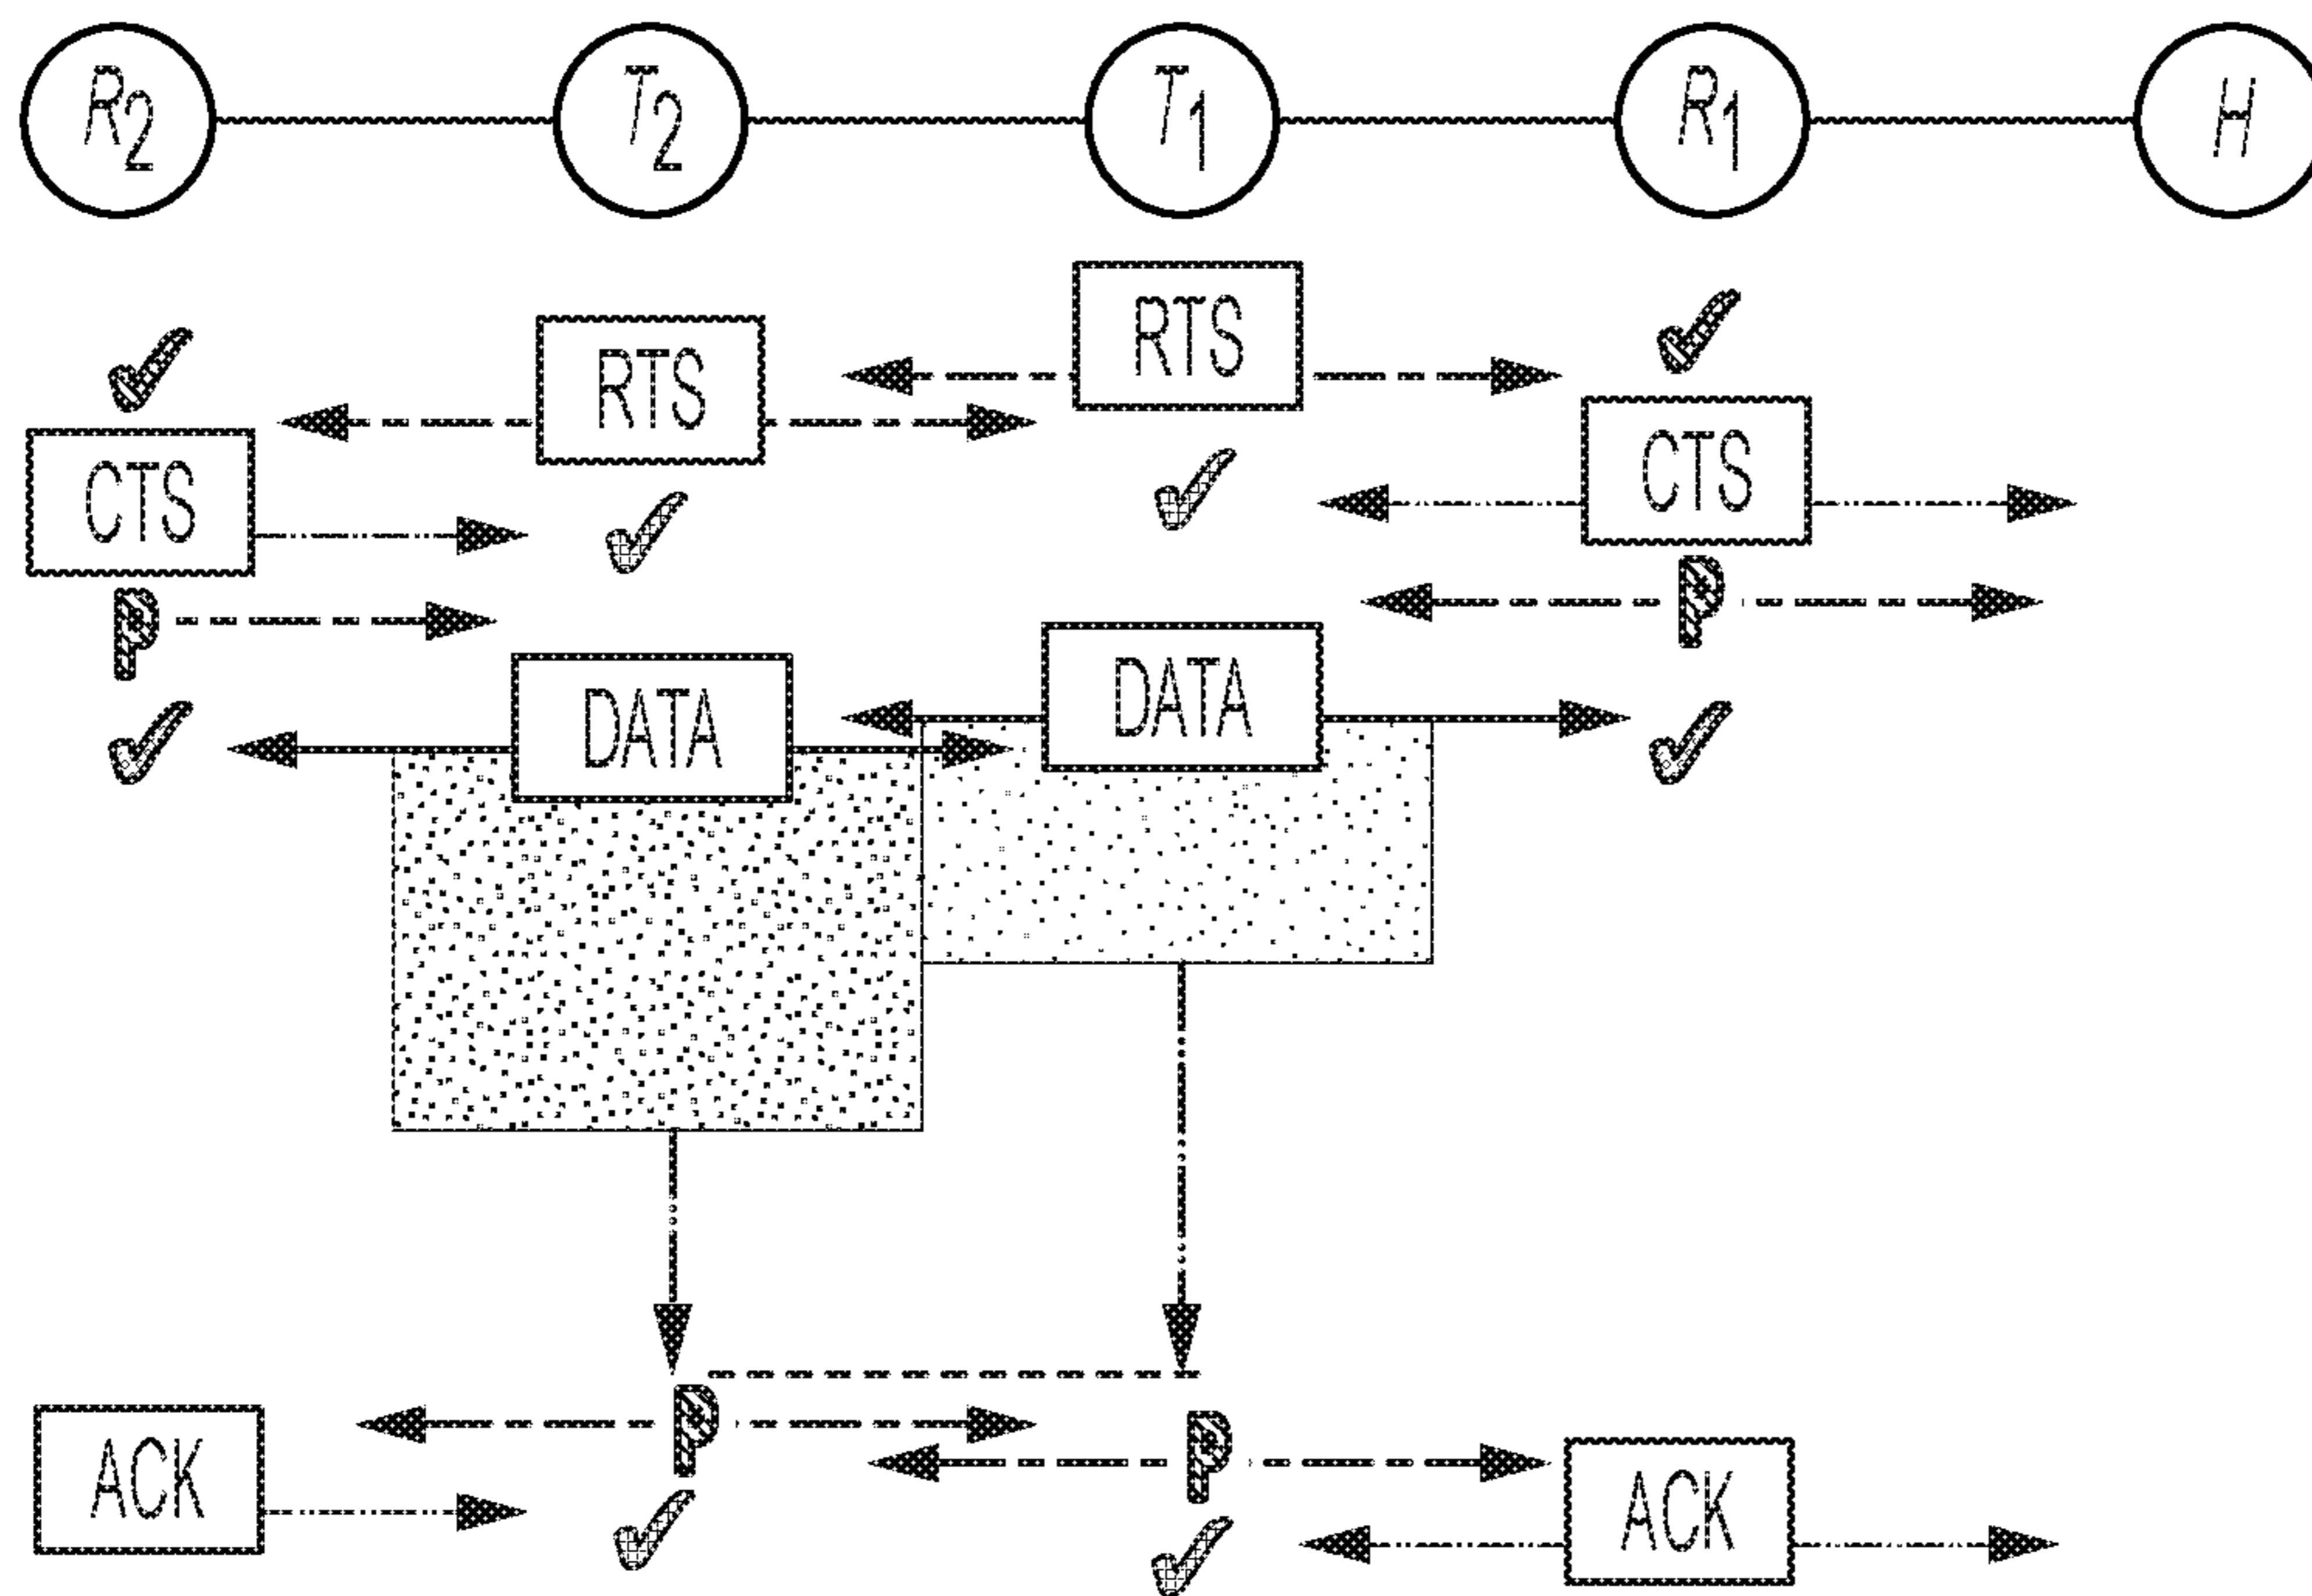 R2 T2 T1 R1 H
RTS
RTS
CTS
CTS
P
P
DATA
DATA
P
P
ACK
ACK